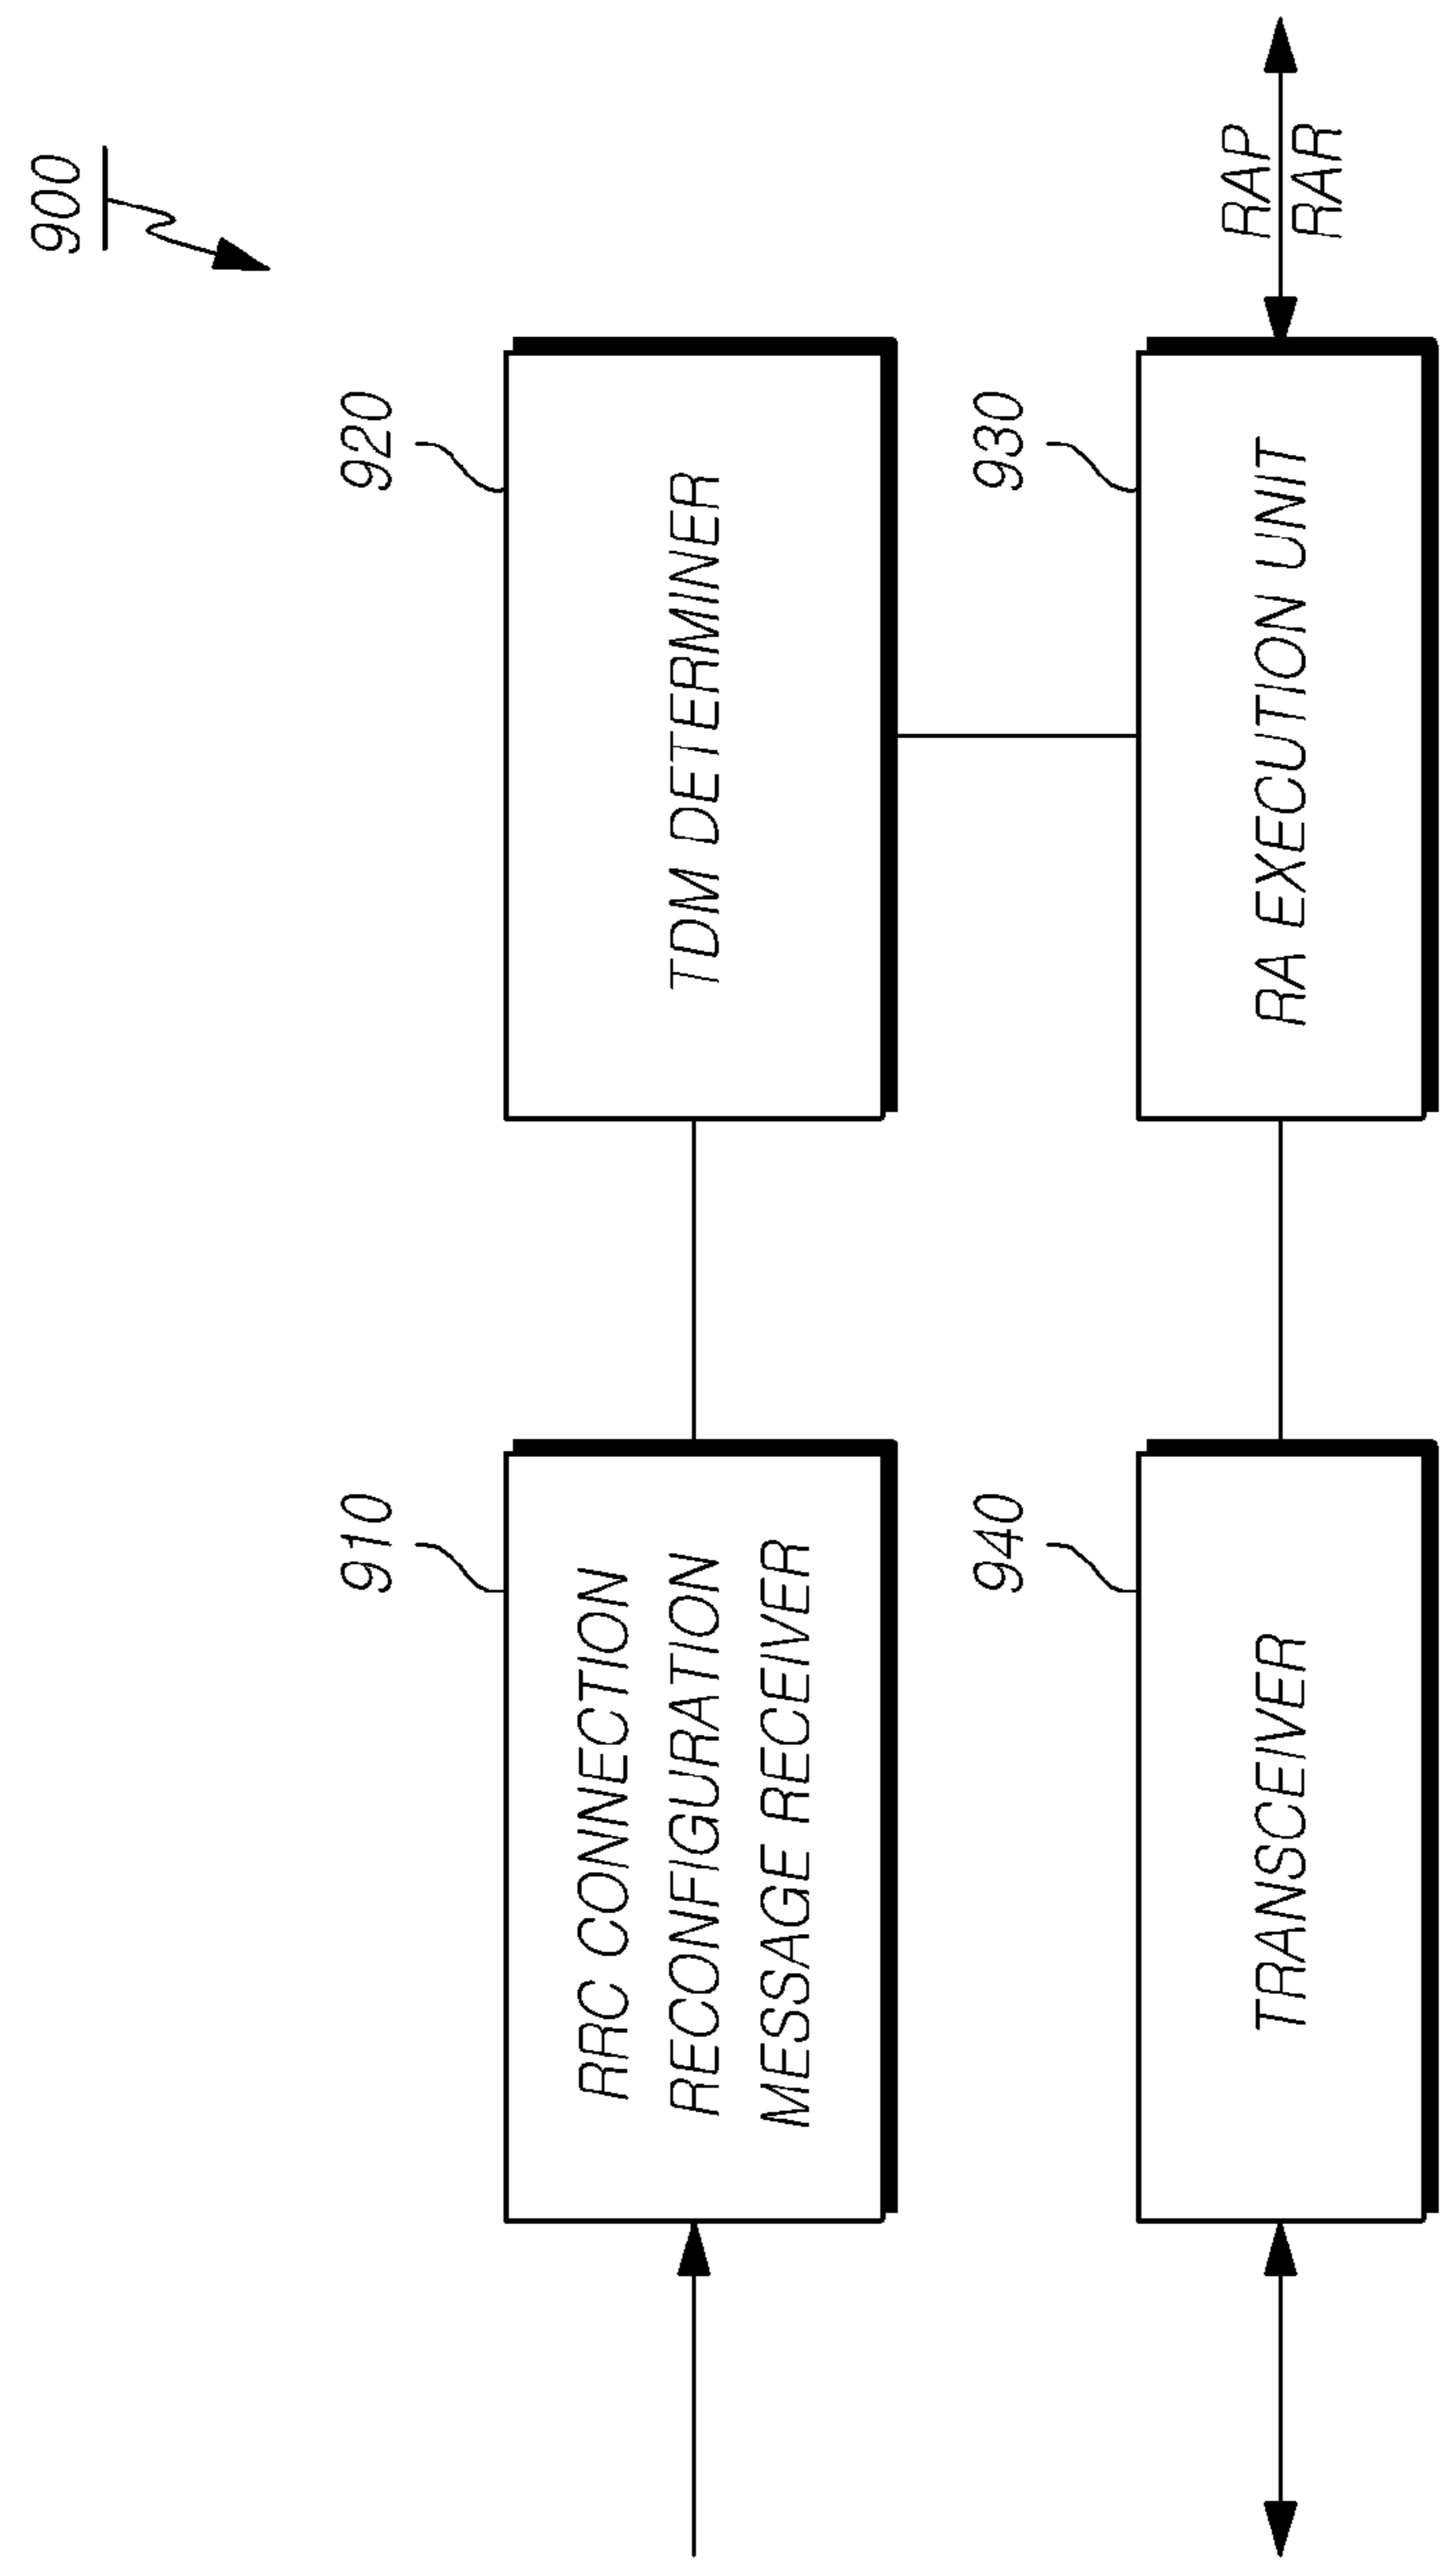 900
910
RRC CONNECTION
RECONFIGURATION
MESSAGE RECEIVER
920
TDM DETERMINER
940
TRANSCEIVER
930
RA EXECUTION UNIT
RAP
RAR